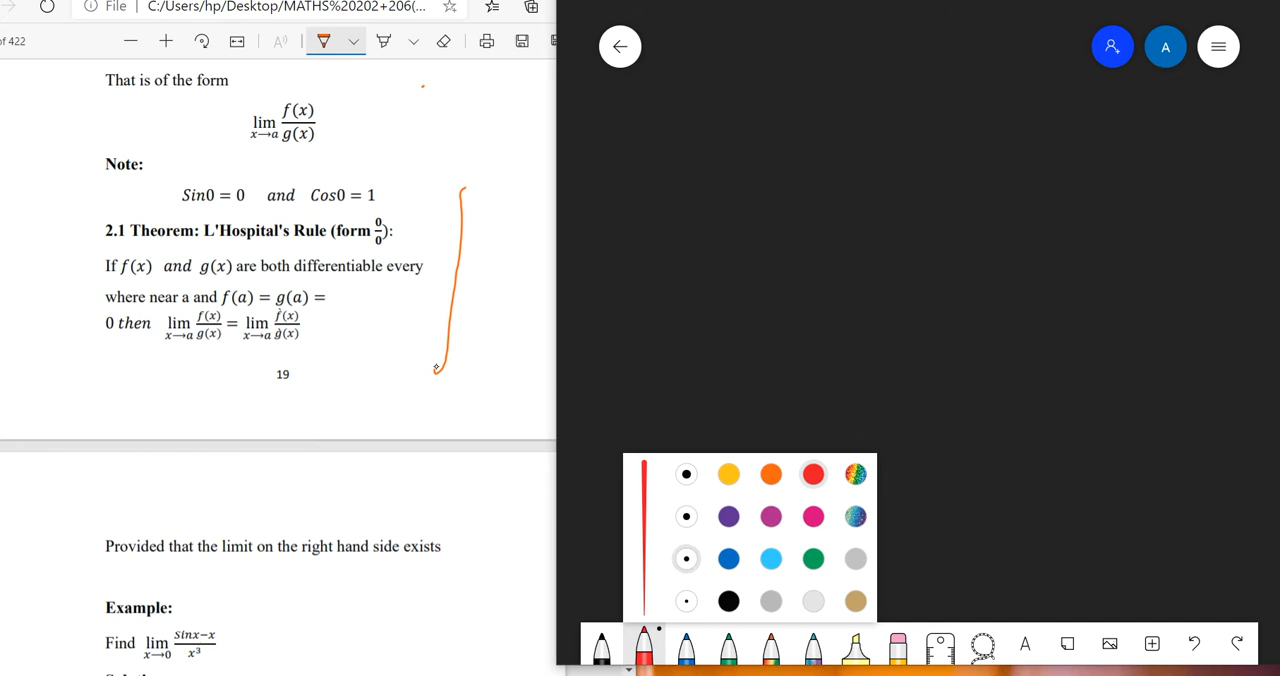 File | C:/Users/hp/Desktop/MATHS%20202+206(...
of 422
That is of the form
lim x→a f(x)/g(x)
Note:
Sin0 = 0 and Cos0 = 1
2.1 Theorem: L'Hospital's Rule (form 0/0):
If f(x) and g(x) are both differentiable every
where near a and f(a) = g(a) =
0 then lim x→a f(x)/g(x) = lim x→a f̀(x)/g̀(x)
19
Provided that the limit on the right hand side exists
Example:
Find lim x→0 Sinx−x/x³
A
A